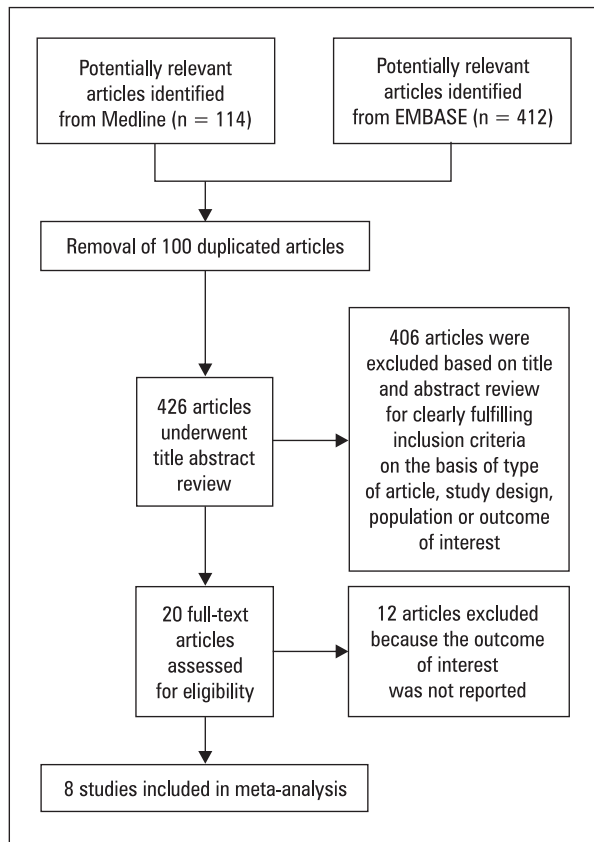 Potentially relevant
articles identified
from Medline (n = 114)
Potentially relevant
articles identified
from EMBASE (n = 412)
Removal of 100 duplicated articles
426 articles
underwent
title abstract
review
406 articles were
excluded based on title
and abstract review
for clearly fulfilling
inclusion criteria
on the basis of type
of article, study design,
population or outcome
of interest
20 full-text
articles
assessed
for eligibility
12 articles excluded
because the outcome
of interest
was not reported
8 studies included in meta-analysis